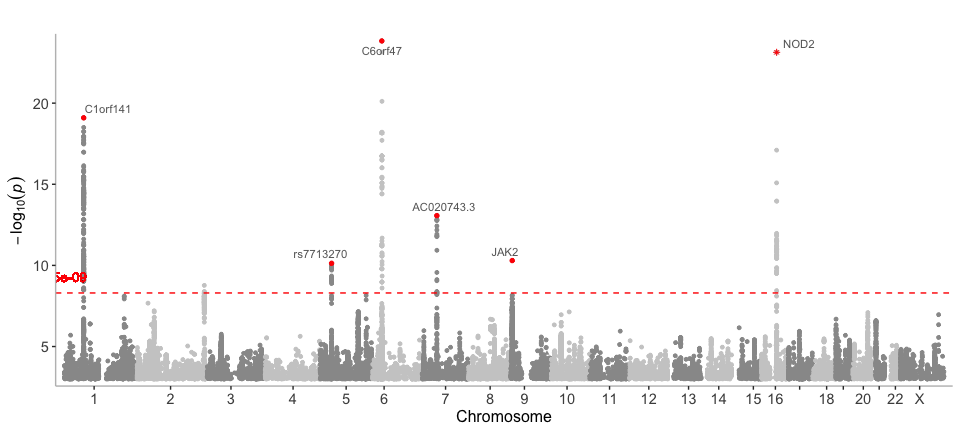 NOD2
C6orf47
20
C1orf141
15
AC020743.3
rs7713270
JAK2
10
5
−log10(p)
1 2 3 4 5 6 7 8 9 10 11 12 13 14 15 16 18 20 22 X
Chromosome